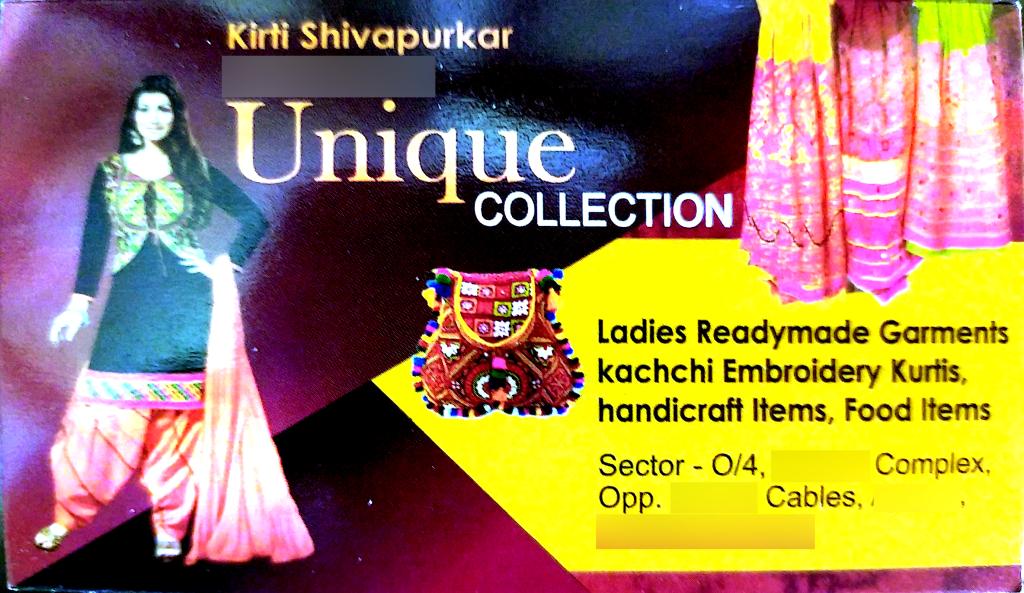 Kirti Shivapurkar
Unique
COLLECTION
Ladies Readymade Garments
kachchi Embroidery Kurtis,
handicraft Items, Food Items
Sector - O/4, Complex,
Opp. Cables, ,